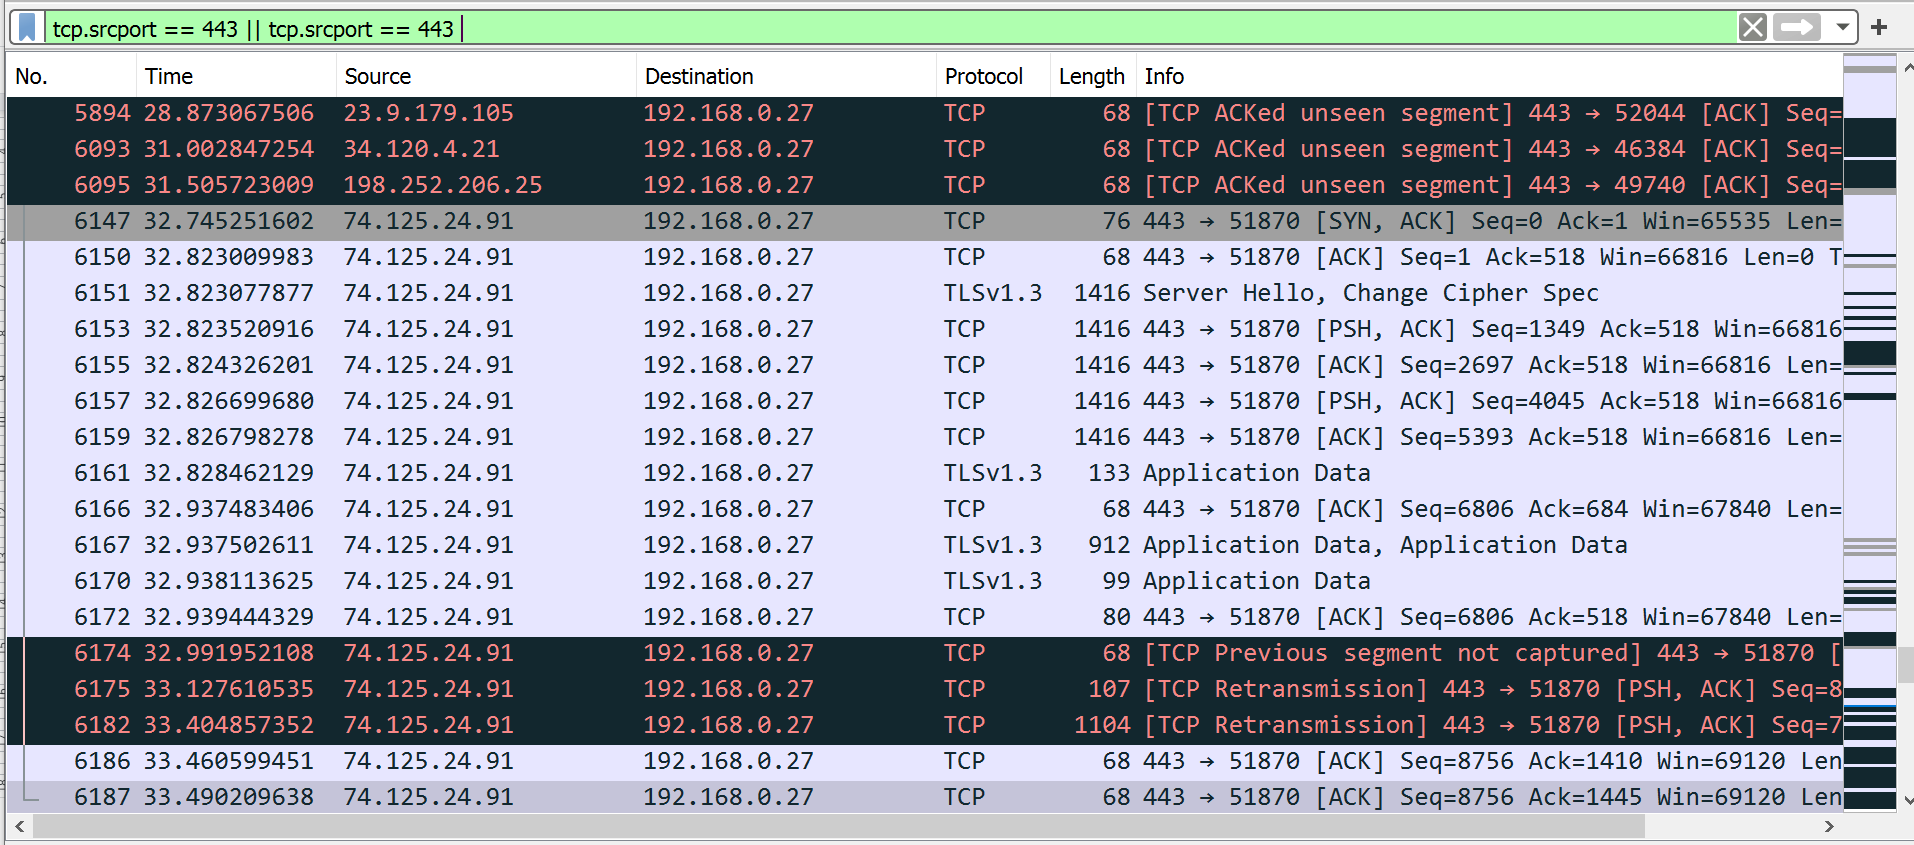 tcp.srcport == 443 || tcp.srcport == 443
No. Time Source Destination Protocol Length Info
5894 28.873067506 23.9.179.105 192.168.0.27 TCP 68 [TCP ACKed unseen segment] 443 → 52044 [ACK] Seq=
6093 31.002847254 34.120.4.21 192.168.0.27 TCP 68 [TCP ACKed unseen segment] 443 → 46384 [ACK] Seq=
6095 31.505723009 198.252.206.25 192.168.0.27 TCP 68 [TCP ACKed unseen segment] 443 → 49740 [ACK] Seq=
6147 32.745251602 74.125.24.91 192.168.0.27 TCP 76 443 → 51870 [SYN, ACK] Seq=0 Ack=1 Win=65535 Len=
6150 32.823009983 74.125.24.91 192.168.0.27 TCP 68 443 → 51870 [ACK] Seq=1 Ack=518 Win=66816 Len=0 T
6151 32.823077877 74.125.24.91 192.168.0.27 TLSv1.3 1416 Server Hello, Change Cipher Spec
6153 32.823520916 74.125.24.91 192.168.0.27 TCP 1416 443 → 51870 [PSH, ACK] Seq=1349 Ack=518 Win=66816
6155 32.824326201 74.125.24.91 192.168.0.27 TCP 1416 443 → 51870 [ACK] Seq=2697 Ack=518 Win=66816 Len=
6157 32.826699680 74.125.24.91 192.168.0.27 TCP 1416 443 → 51870 [PSH, ACK] Seq=4045 Ack=518 Win=66816
6159 32.826798278 74.125.24.91 192.168.0.27 TCP 1416 443 → 51870 [ACK] Seq=5393 Ack=518 Win=66816 Len=
6161 32.828462129 74.125.24.91 192.168.0.27 TLSv1.3 133 Application Data
6166 32.937483406 74.125.24.91 192.168.0.27 TCP 68 443 → 51870 [ACK] Seq=6806 Ack=684 Win=67840 Len=
6167 32.937502611 74.125.24.91 192.168.0.27 TLSv1.3 912 Application Data, Application Data
6170 32.938113625 74.125.24.91 192.168.0.27 TLSv1.3 99 Application Data
6172 32.939444329 74.125.24.91 192.168.0.27 TCP 80 443 → 51870 [ACK] Seq=6806 Ack=518 Win=67840 Len=
6174 32.991952108 74.125.24.91 192.168.0.27 TCP 68 [TCP Previous segment not captured] 443 → 51870 [
6175 33.127610535 74.125.24.91 192.168.0.27 TCP 107 [TCP Retransmission] 443 → 51870 [PSH, ACK] Seq=8
6182 33.404857352 74.125.24.91 192.168.0.27 TCP 1104 [TCP Retransmission] 443 → 51870 [PSH, ACK] Seq=7
6186 33.460599451 74.125.24.91 192.168.0.27 TCP 68 443 → 51870 [ACK] Seq=8756 Ack=1410 Win=69120 Len
6187 33.490209638 74.125.24.91 192.168.0.27 TCP 68 443 → 51870 [ACK] Seq=8756 Ack=1445 Win=69120 Len